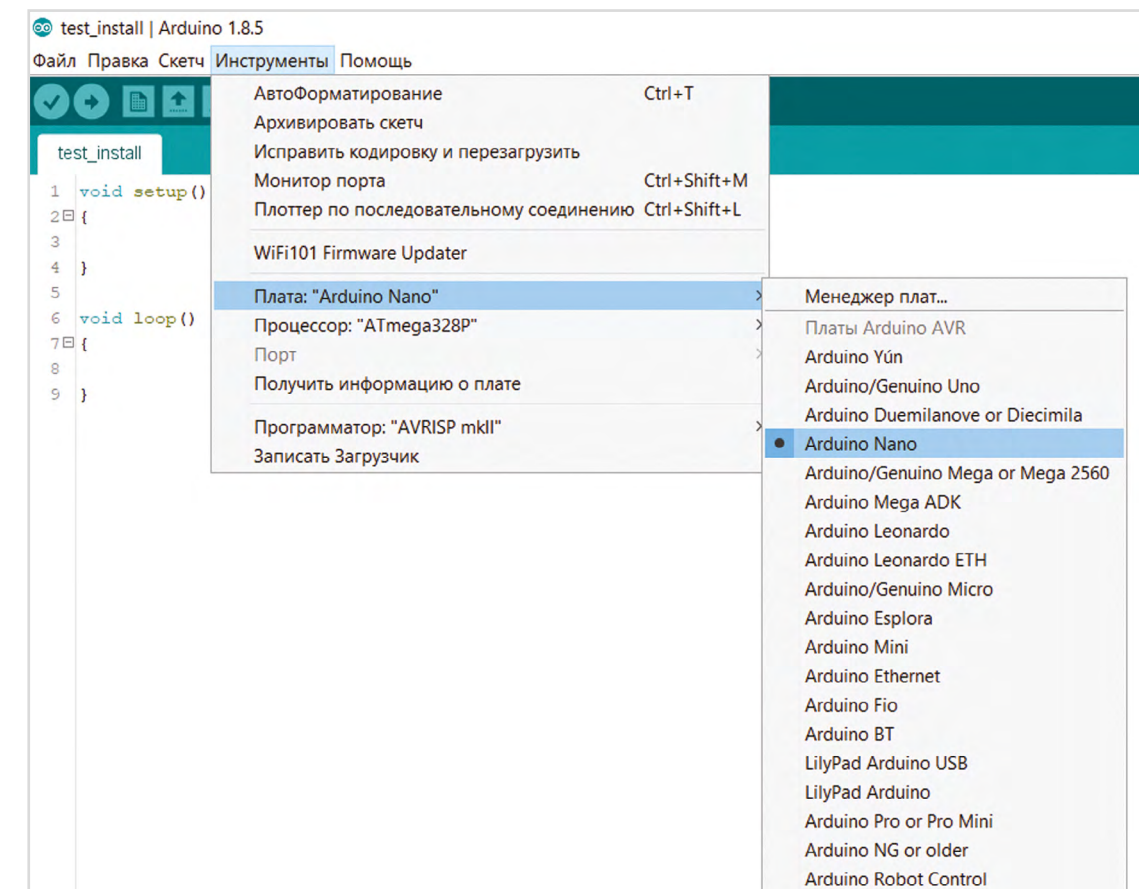 test_install | Arduino 1.8.5
Файл Правка Скетч Инструменты Помощь
test_install
1 void setup()
2 {
3
4 }
5
6 void loop()
7 {
8
9 }
АвтоФорматирование Ctrl+T
Архивировать скетч
Исправить кодировку и перезагрузить
Монитор порта Ctrl+Shift+M
Плоттер по последовательному соединению Ctrl+Shift+L
WiFi101 Firmware Updater
Плата: "Arduino Nano"
Процессор: "ATmega328P"
Порт
Получить информацию о плате
Программатор: "AVRISP mkII"
Записать Загрузчик
Менеджер плат...
Платы Arduino AVR
Arduino Yún
Arduino/Genuino Uno
Arduino Duemilanove or Diecimila
Arduino Nano
Arduino/Genuino Mega or Mega 2560
Arduino Mega ADK
Arduino Leonardo
Arduino Leonardo ETH
Arduino/Genuino Micro
Arduino Esplora
Arduino Mini
Arduino Ethernet
Arduino Fio
Arduino BT
LilyPad Arduino USB
LilyPad Arduino
Arduino Pro or Pro Mini
Arduino NG or older
Arduino Robot Control